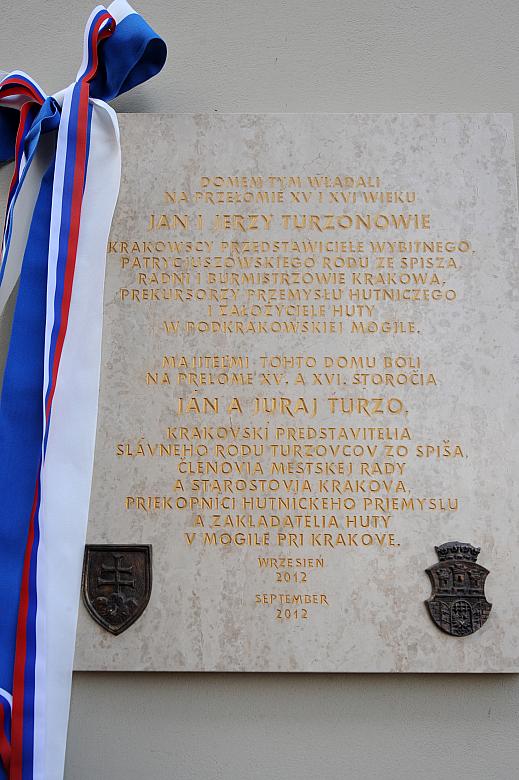 DOMEM TYM WŁADALI
NA PRZEŁOMIE XV I XVI WIEKU
JAN I JERZY TURZONOWIE
KRAKOWSCY PRZEDSTAWICIELE WYBITNEGO,
PATRYCJUSZOWSKIEGO RODU ZE SPISZA,
RADNI I BURMISTRZOWIE KRAKOWA,
PREKURSORZY PRZEMYSŁU HUTNICZEGO
I ZAŁOŻYCIELE HUTY
W PODKRAKOWSKIEJ MOGILE.
MAJITEĽMI TOHTO DOMU BOLI
NA PRELOME XV. A XVI. STOROČIA
JÁN A JURAJ TURZO,
KRAKOVSKÍ PREDSTAVITELIA
SLÁVNEHO RODU TURZOVCOV ZO SPIŠA,
ČLENOVIA MESTSKEJ RADY
A STAROSTOVIA KRAKOVA,
PRIEKOPNÍCI HUTNÍCKEHO PRIEMYSLU
A ZAKLADATELIA HUTY
V MOGILE PRI KRAKOVE.
WRZESIEŃ
2012
SEPTEMBER
2012